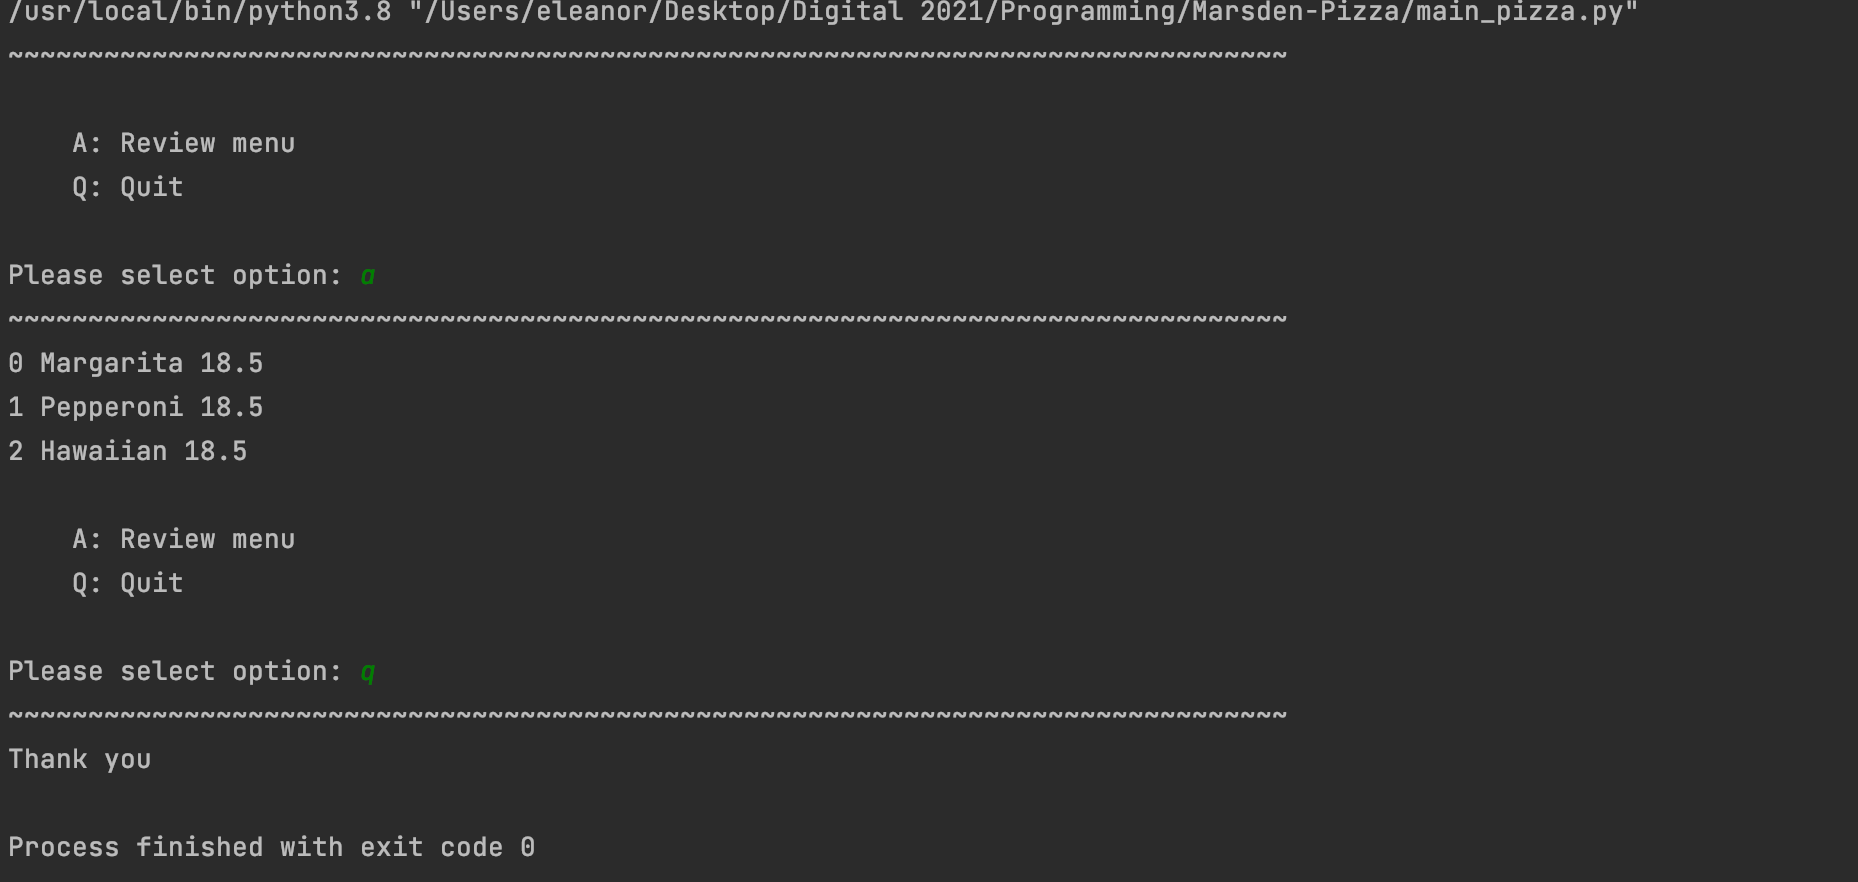 /usr/local/bin/python3.8 "/Users/eleanor/Desktop/Digital 2021/Programming/Marsden-Pizza/main_pizza.py"
~~~~~~~~~~~~~~~~~~~~~~~~~~~~~~~~~~~~~~~~~~~~~~~~~~~~~~~~~~~~~~~~~~~~~~~~~~~~~~~~
A: Review menu
Q: Quit
Please select option: a
~~~~~~~~~~~~~~~~~~~~~~~~~~~~~~~~~~~~~~~~~~~~~~~~~~~~~~~~~~~~~~~~~~~~~~~~~~~~~~~~
0 Margarita 18.5
1 Pepperoni 18.5
2 Hawaiian 18.5
A: Review menu
Q: Quit
Please select option: q
~~~~~~~~~~~~~~~~~~~~~~~~~~~~~~~~~~~~~~~~~~~~~~~~~~~~~~~~~~~~~~~~~~~~~~~~~~~~~~~~
Thank you
Process finished with exit code 0